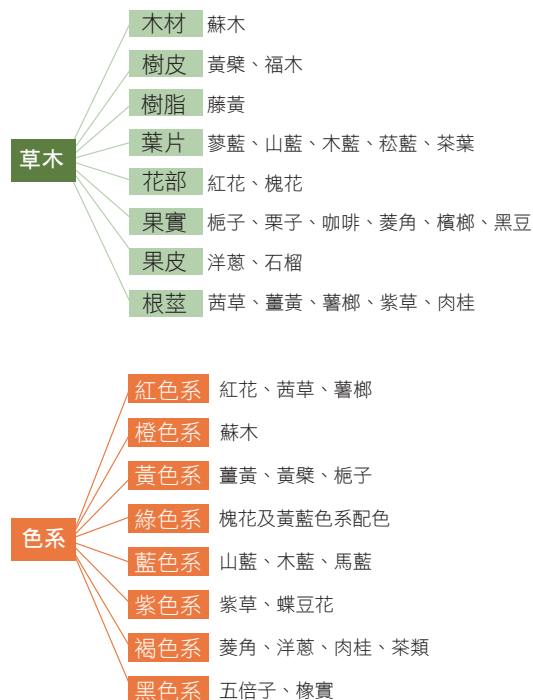 木材 蘇木
樹皮 黃檗、福木
樹脂 藤黃
草木
葉片 蓼藍、山藍、木藍、菘藍、茶葉
花部 紅花、槐花
果實 梔子、栗子、咖啡、菱角、檳榔、黑豆
果皮 洋蔥、石榴
根莖 茜草、薑黃、薯榔、紫草、肉桂
紅色系 紅花、茜草、薯榔
橙色系 蘇木
黃色系 薑黃、黃檗、梔子
綠色系 槐花及黃藍色系配色
色系
藍色系 山藍、木藍、馬藍
紫色系 紫草、蝶豆花
褐色系 菱角、洋蔥、肉桂、茶類
黑色系 五倍子、橡實